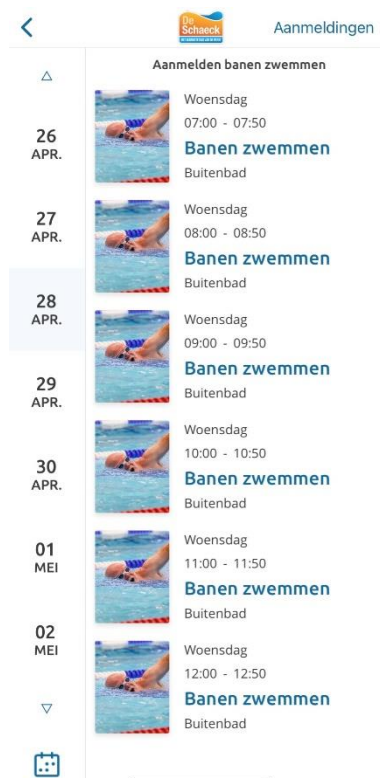 De
Schaeck
Aanmeldingen
Aanmelden banen zwemmen
26
APR.
27
APR.
28
APR.
29
APR.
30
APR.
01
MEI
02
MEI
Woensdag
07:00 - 07:50
Banen zwemmen
Buitenbad
Woensdag
08:00 - 08:50
Banen zwemmen
Buitenbad
Woensdag
09:00 - 09:50
Banen zwemmen
Buitenbad
Woensdag
10:00 - 10:50
Banen zwemmen
Buitenbad
Woensdag
11:00 - 11:50
Banen zwemmen
Buitenbad
Woensdag
12:00 - 12:50
Banen zwemmen
Buitenbad